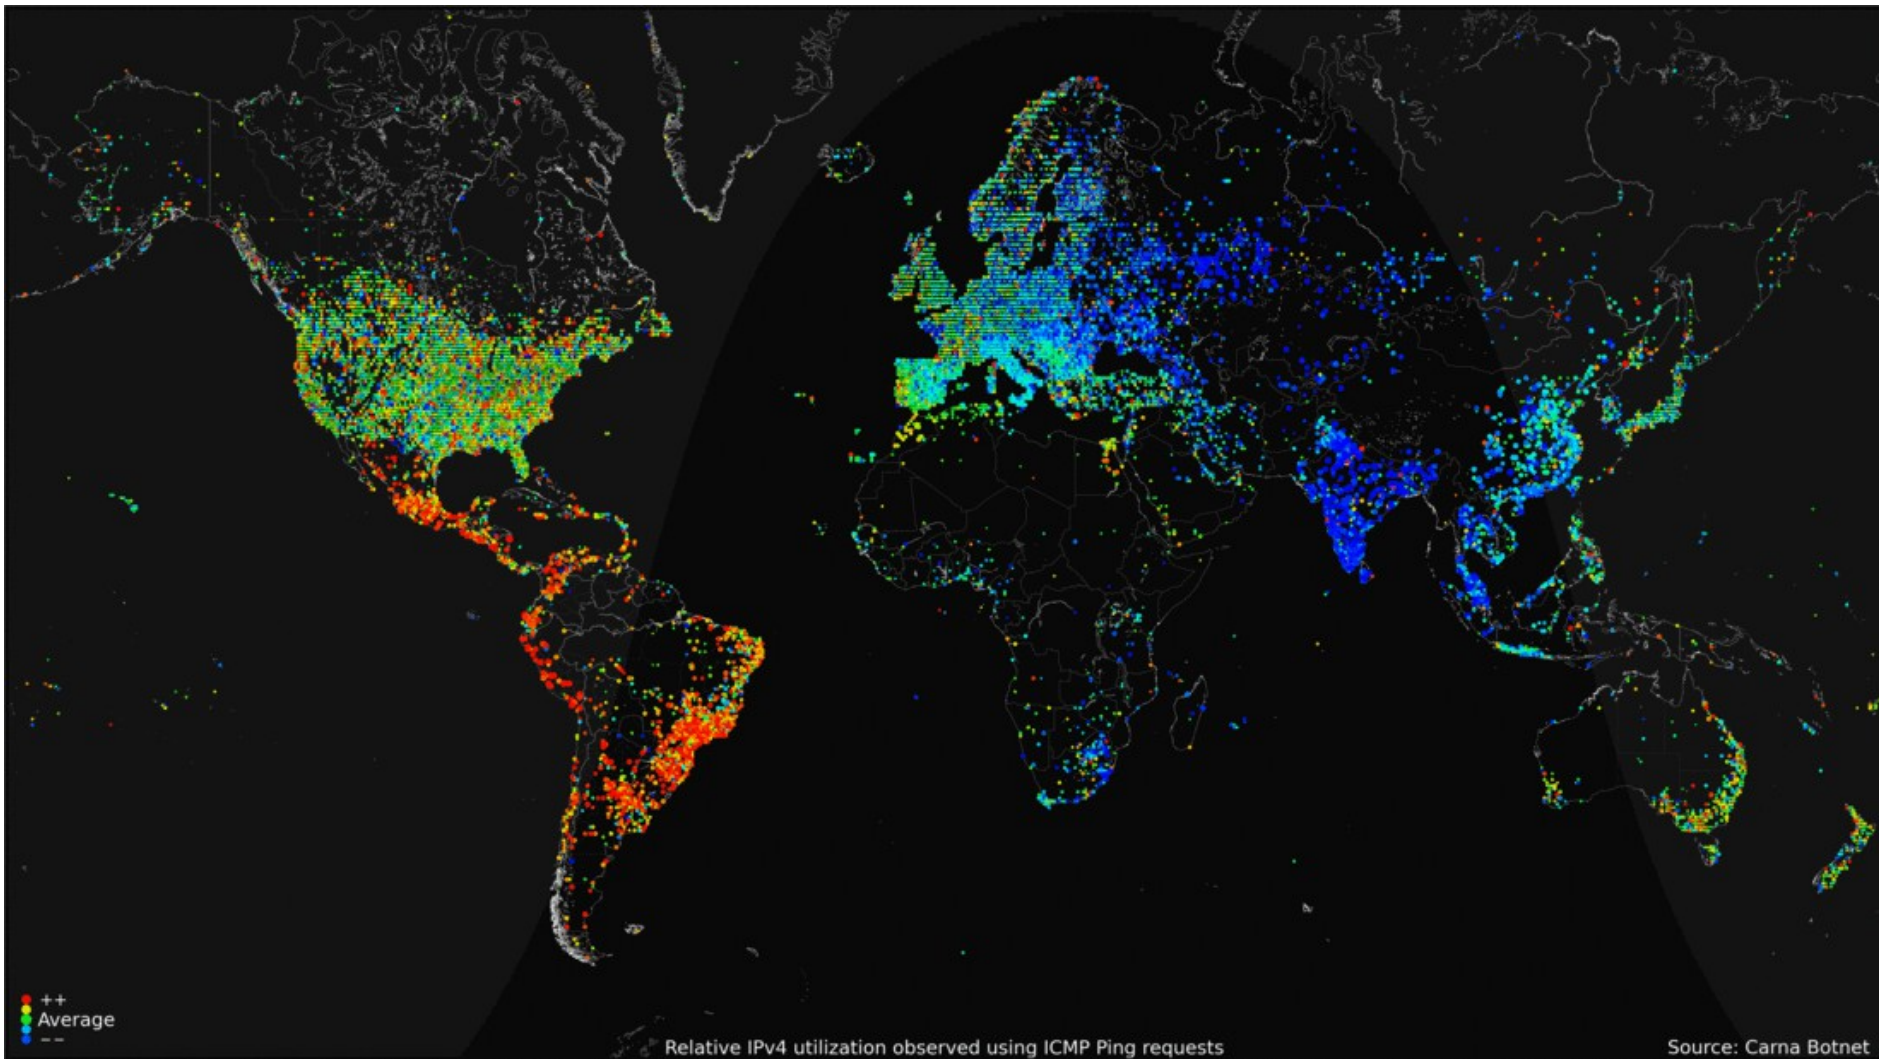 ++
Average
−−
Relative IPv4 utilization observed using ICMP Ping requests
Source: Carna Botnet